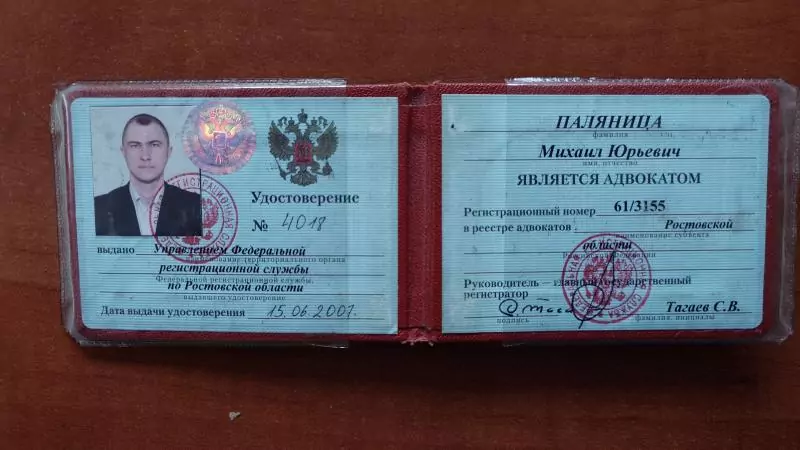 Удостоверение
№ 4018
выдано Управлением Федеральной
наименование территориального органа
регистрационной службы
Федеральной регистрационной службы,
по Ростовской области
выдавшего удостоверение
Дата выдачи удостоверения 15.06.2007.
ПАЛЯНИЦА
фамилия
Михаил Юрьевич
имя, отчество
ЯВЛЯЕТСЯ АДВОКАТОМ
Регистрационный номер 61/3155
в реестре адвокатов Ростовской
наименование субъекта
области
Российской Федерации
Руководитель – главный государственный
регистратор
Тагаев С.В.
подпись
фамилия, инициалы